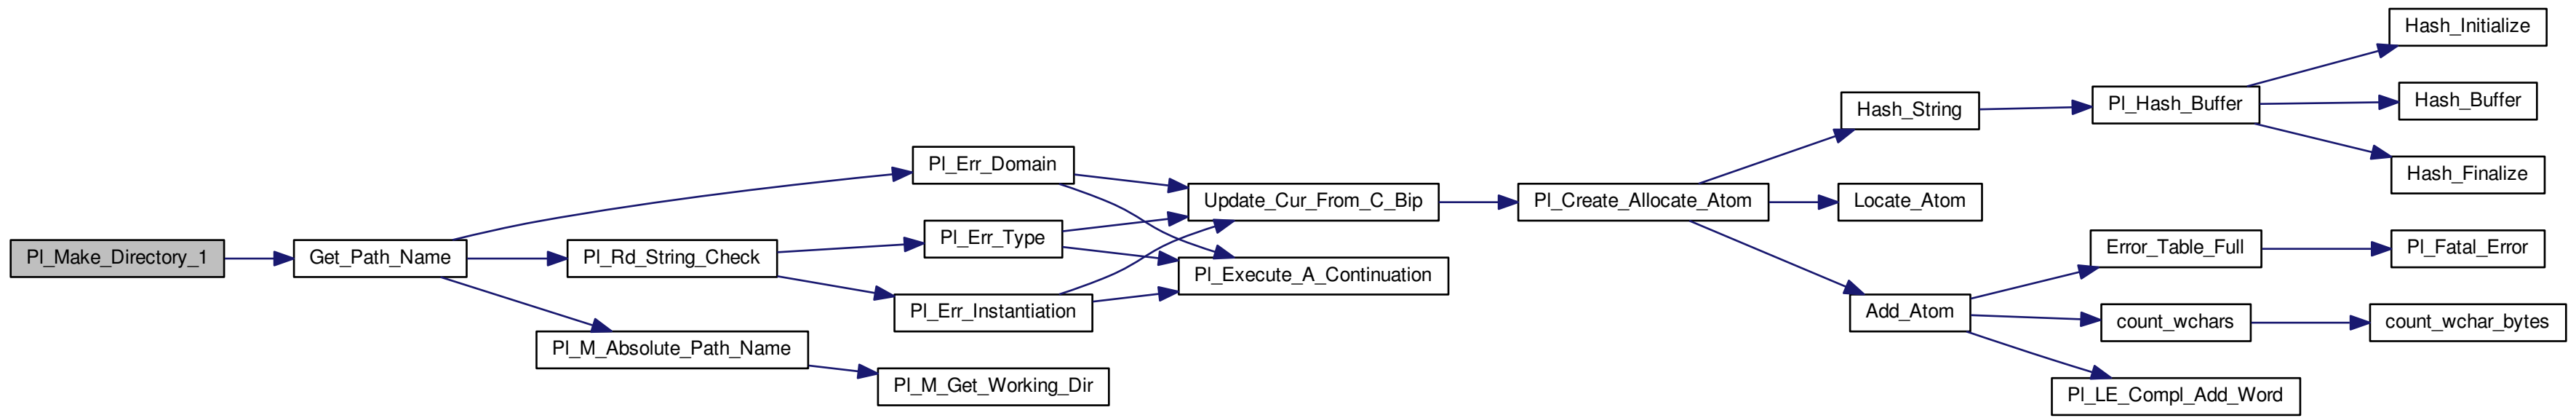 Pl_Make_Directory_1
Get_Path_Name
Pl_Err_Domain
Pl_Rd_String_Check
Pl_M_Absolute_Path_Name
Pl_Err_Type
Pl_Err_Instantiation
Pl_M_Get_Working_Dir
Update_Cur_From_C_Bip
Pl_Execute_A_Continuation
Pl_Create_Allocate_Atom
Hash_String
Locate_Atom
Add_Atom
Pl_Hash_Buffer
Hash_Initialize
Hash_Buffer
Hash_Finalize
Error_Table_Full
Pl_Fatal_Error
count_wchars
count_wchar_bytes
Pl_LE_Compl_Add_Word